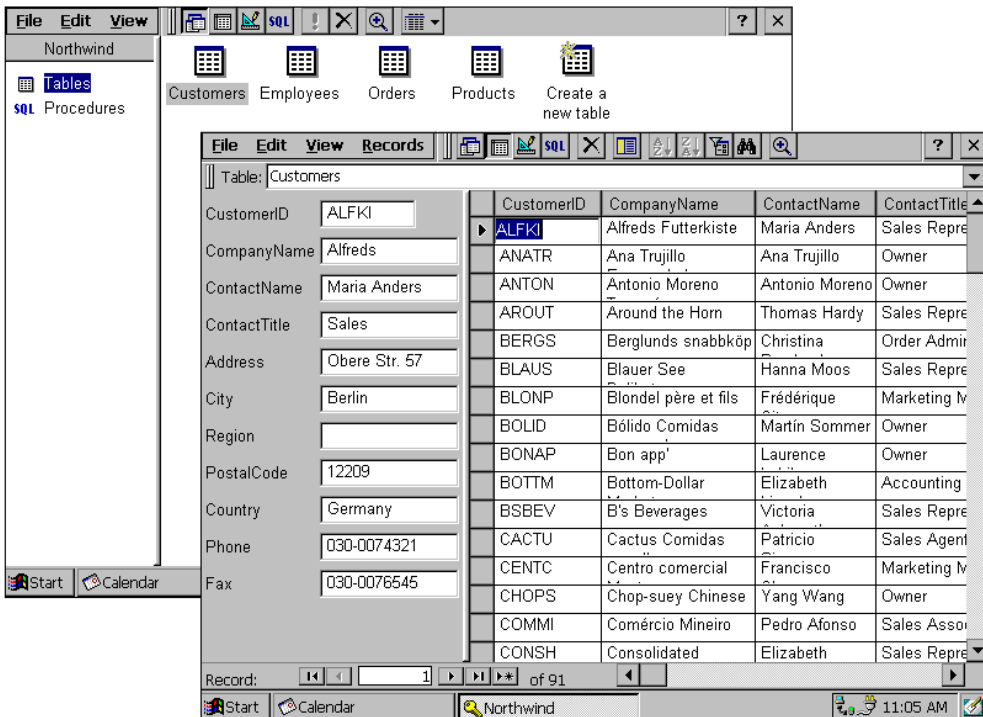 File Edit View SQL ? ×
Northwind
Tables
SQL Procedures
Customers Employees Orders Products Create a
new table
File Edit View Records SQL ? ×
Table: Customers
CustomerID ALFKI
CompanyName Alfreds
ContactName Maria Anders
ContactTitle Sales
Address Obere Str. 57
City Berlin
Region
PostalCode 12209
Country Germany
Phone 030-0074321
Fax 030-0076545
CustomerID CompanyName ContactName ContactTitle
ALFKI Alfreds Futterkiste Maria Anders Sales Repre
ANATR Ana Trujillo Ana Trujillo Owner
ANTON Antonio Moreno Antonio Moreno Owner
AROUT Around the Horn Thomas Hardy Sales Repre
BERGS Berglunds snabbköp Christina Order Admin
BLAUS Blauer See Hanna Moos Sales Repre
BLONP Blondel père et fils Frédérique Marketing M
BOLID Bólido Comidas Martín Sommer Owner
BONAP Bon app' Laurence Owner
BOTTM Bottom-Dollar Elizabeth Accounting
BSBEV B's Beverages Victoria Sales Repre
CACTU Cactus Comidas Patricio Sales Agent
CENTC Centro comercial Francisco Marketing M
CHOPS Chop-suey Chinese Yang Wang Owner
COMMI Comércio Mineiro Pedro Afonso Sales Asso
CONSH Consolidated Elizabeth Sales Repre
Record: 1 of 91
Start Calendar
Start Calendar Northwind 11:05 AM